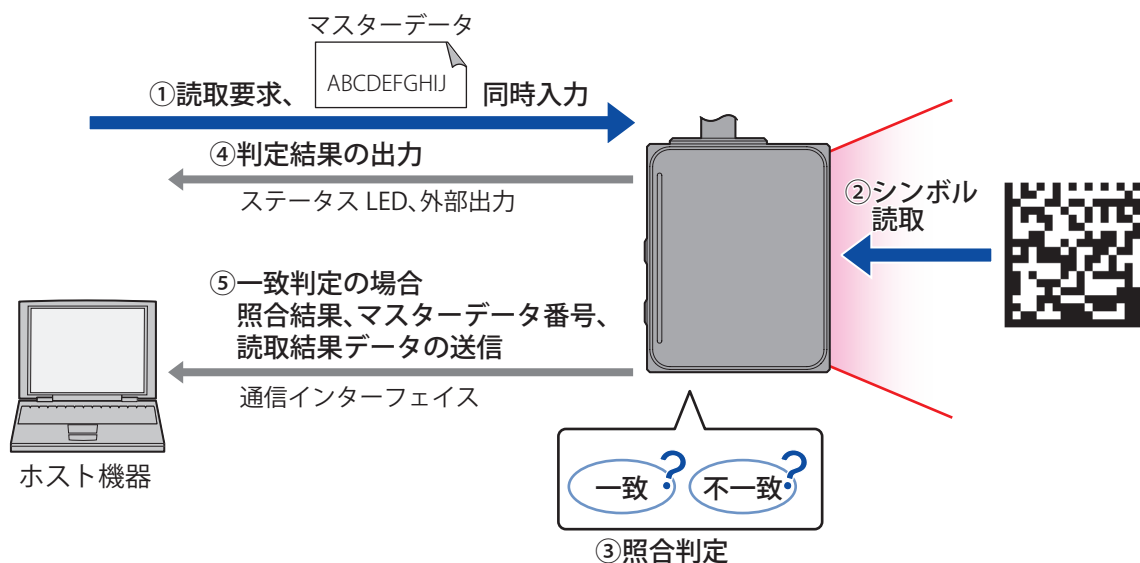 マスターデータ
ABCDEFGHIJ
①読取要求、 同時入力
④判定結果の出力
ステータス LED、外部出力
②シンボル
読取
⑤一致判定の場合
照合結果、マスターデータ番号、
読取結果データの送信
通信インターフェイス
ホスト機器
一致? 不一致?
③照合判定